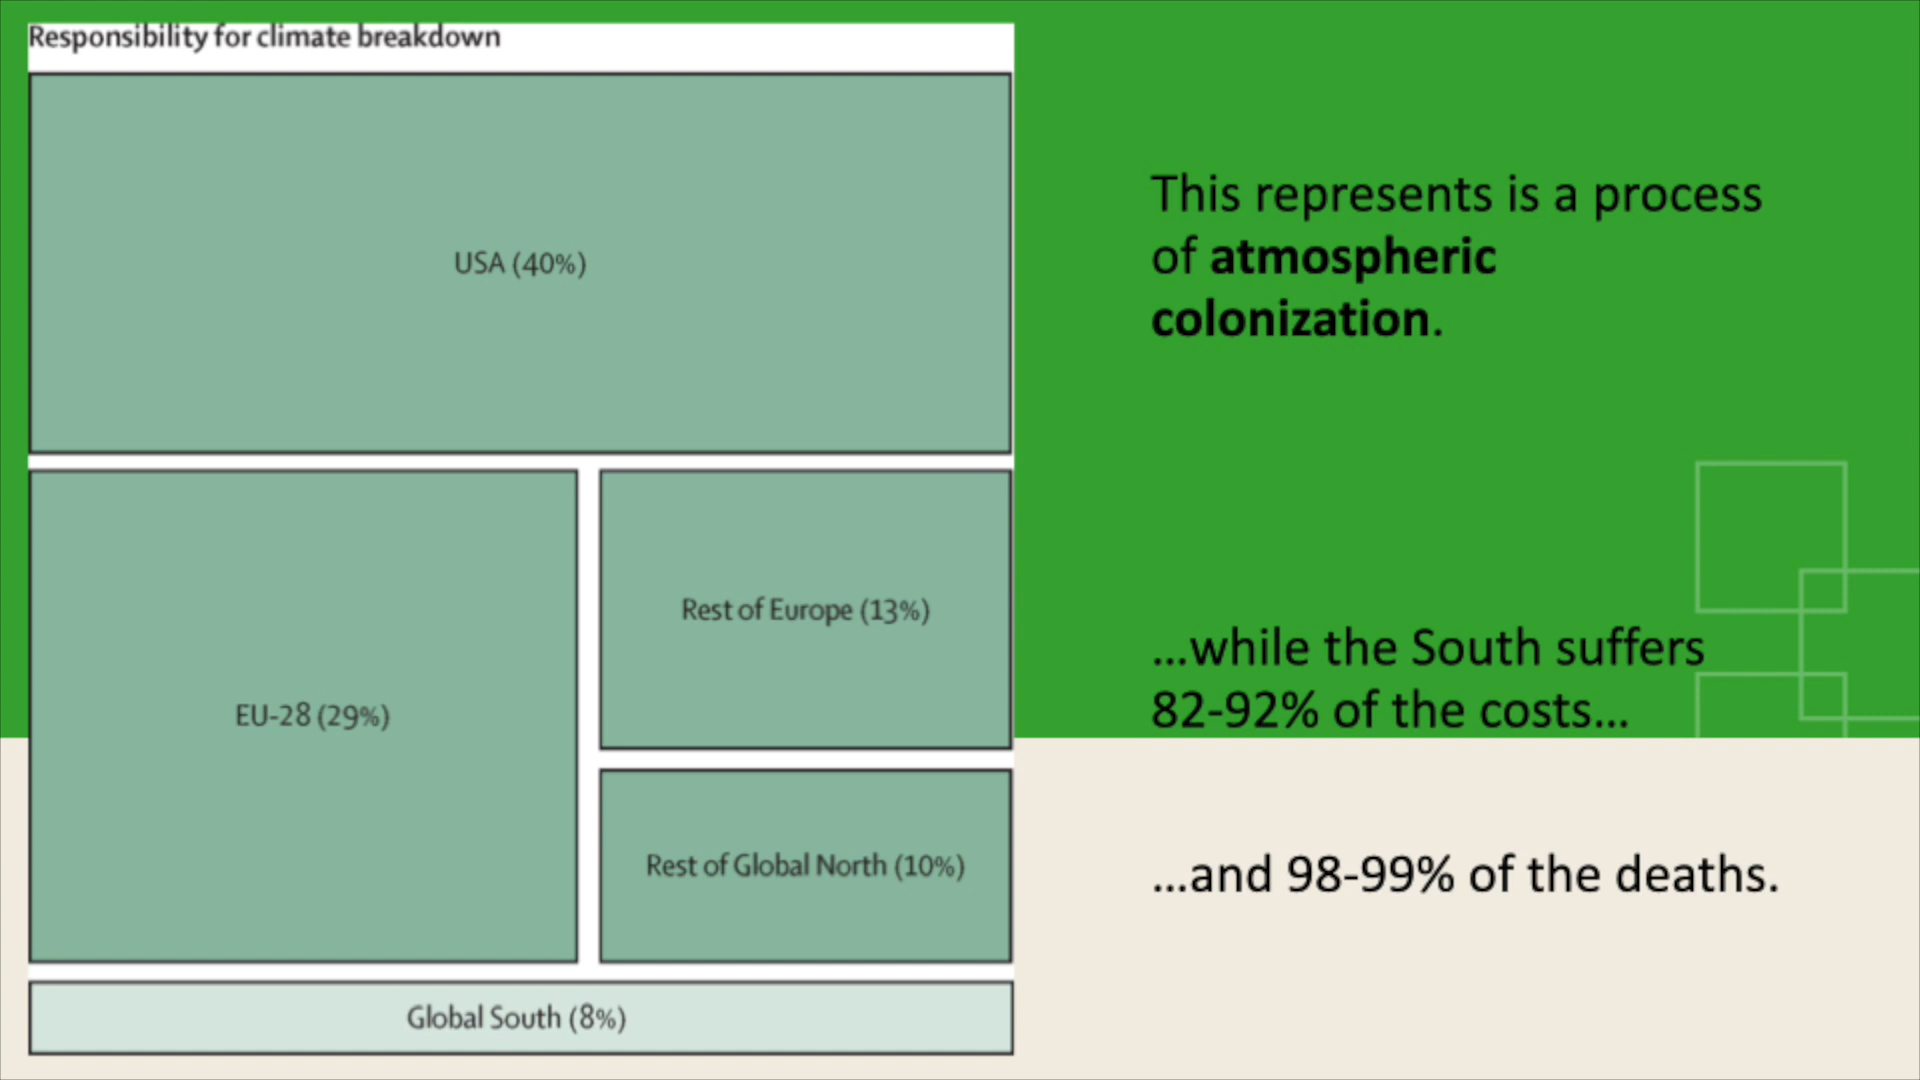 Responsibility for climate breakdown
USA (40%)
EU-28 (29%)
Rest of Europe (13%)
Rest of Global North (10%)
Global South (8%)
This represents is a process
of atmospheric
colonization.
...while the South suffers
82-92% of the costs...
...and 98-99% of the deaths.